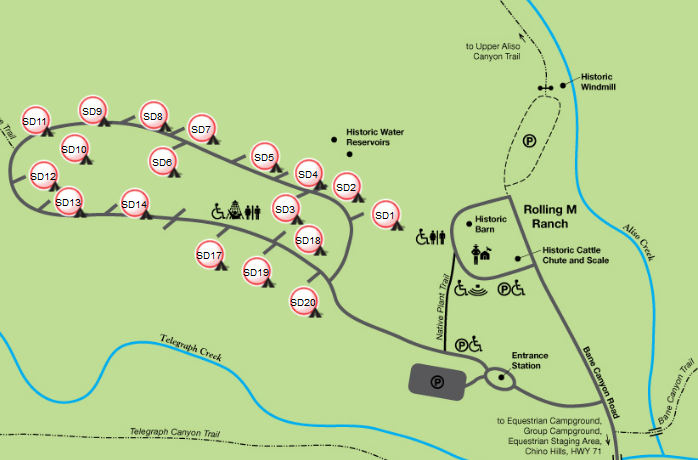 to Upper Aliso
Canyon Trail
Historic
Windmill
SD9
SD8
SD11
SD7
Historic Water
Reservoirs
P
SD10
SD5
SD6
SD4
e Trail
SD12
SD2
SD13
SD14
SD3
SD1
Rolling M
Ranch
Historic
Barn
Aliso Creek
SD18
SD17
Historic Cattle
Chute and Scale
SD19
P
SD20
Native Plant Trail
Telegraph Creek
P
Entrance
Station
P
Bane Canyon Road
Bane Canyon Trail
to Equestrian Campground,
Group Campground,
Equestrian Staging Area,
Chino Hills, HWY 71
Telegraph Canyon Trail